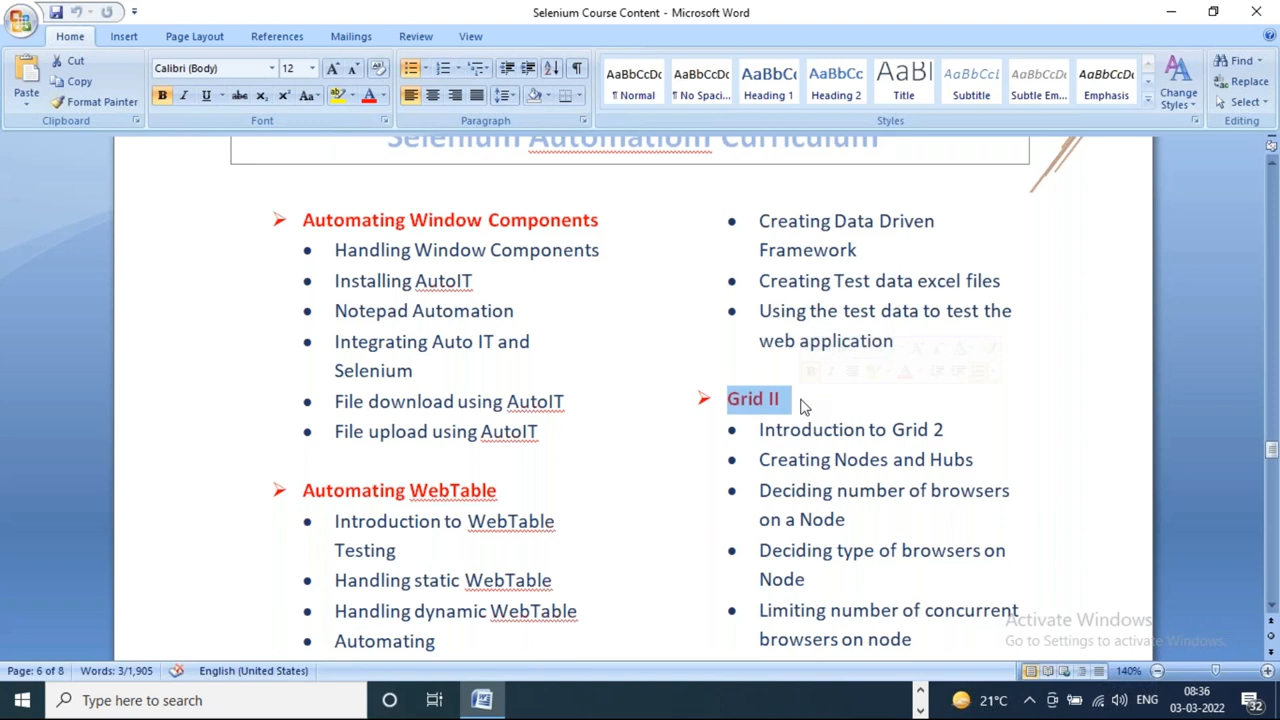 Selenium Course Content - Microsoft Word
Home Insert Page Layout References Mailings Review View
Paste
Cut
Copy
Format Painter
Clipboard
Calibri (Body) 12
B I U abc x₂ x² Aa
Font
Paragraph
AaBbCcDc AaBbCcDc AaBbCc AaBbCc AaBl AaBbCcL AaBbCcDc AaBbCcDc
¶ Normal ¶ No Spaci... Heading 1 Heading 2 Title Subtitle Subtle Em... Emphasis
Change Styles
Styles
Find
Replace
Select
Editing
Selenium Automatiom Curriculum
Automating Window Components
• Handling Window Components
• Installing AutoIT
• Notepad Automation
• Integrating Auto IT and
Selenium
• File download using AutoIT
• File upload using AutoIT
Automating WebTable
• Introduction to WebTable
Testing
• Handling static WebTable
• Handling dynamic WebTable
• Automating
• Creating Data Driven
Framework
• Creating Test data excel files
• Using the test data to test the
web application
Grid II
• Introduction to Grid 2
• Creating Nodes and Hubs
• Deciding number of browsers
on a Node
• Deciding type of browsers on
Node
• Limiting number of concurrent
browsers on node
Activate Windows
Go to Settings to activate Windows.
Page: 6 of 8 Words: 3/1,905 English (United States) 140%
Type here to search
21°C ENG 08:36
03-03-2022 32